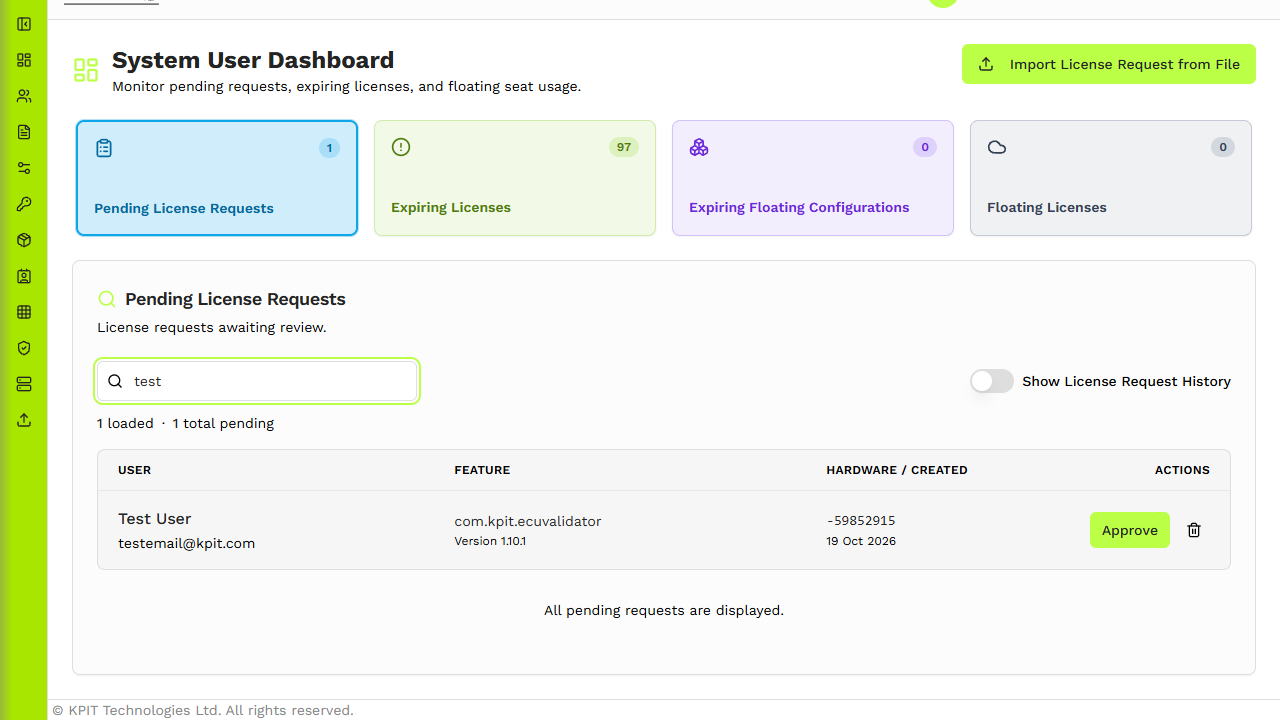 System User Dashboard
Monitor pending requests, expiring licenses, and floating seat usage.
Import License Request from File
1
Pending License Requests
97
Expiring Licenses
0
Expiring Floating Configurations
0
Floating Licenses
Pending License Requests
License requests awaiting review.
test
Show License Request History
1 loaded · 1 total pending
USER FEATURE HARDWARE / CREATED ACTIONS
Test User
testemail@kpit.com
com.kpit.ecuvalidator
Version 1.10.1
-59852915
19 Oct 2026
Approve
All pending requests are displayed.
© KPIT Technologies Ltd. All rights reserved.